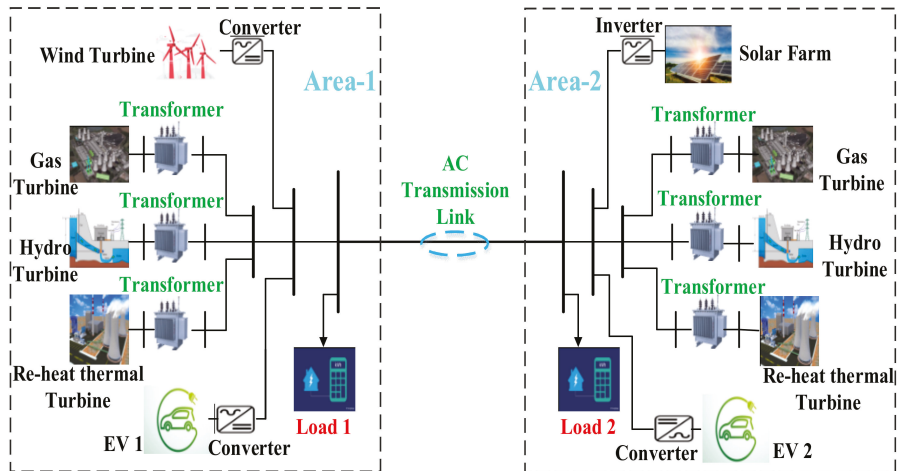 Converter
Wind Turbine
Area-1
Transformer
Gas
Turbine
Transformer
Hydro
Turbine
Transformer
Re-heat thermal
Turbine
EV 1
Converter
Load 1
AC
Transmission
Link
Inverter
Solar Farm
Area-2
Transformer
Gas
Turbine
Transformer
Hydro
Turbine
Transformer
Re-heat thermal
Turbine
Load 2
Converter
EV 2